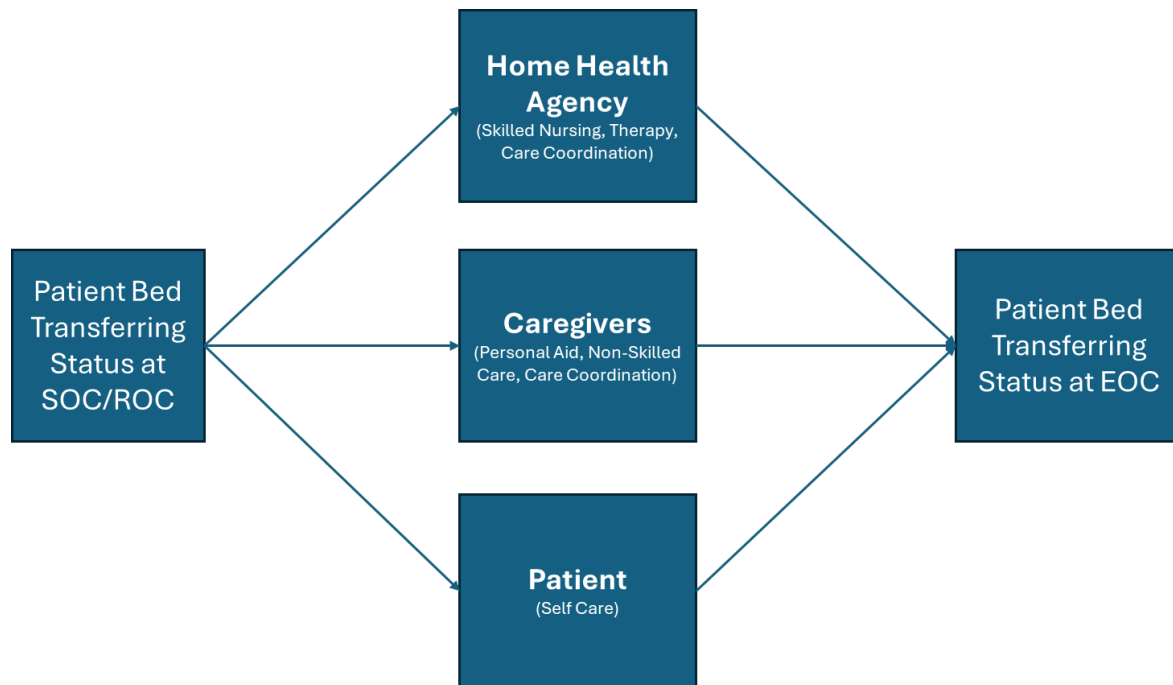 Patient Bed
Transferring
Status at
SOC/ROC
Home Health
Agency
(Skilled Nursing, Therapy,
Care Coordination)
Caregivers
(Personal Aid, Non-Skilled
Care, Care Coordination)
Patient
(Self Care)
Patient Bed
Transferring
Status at EOC